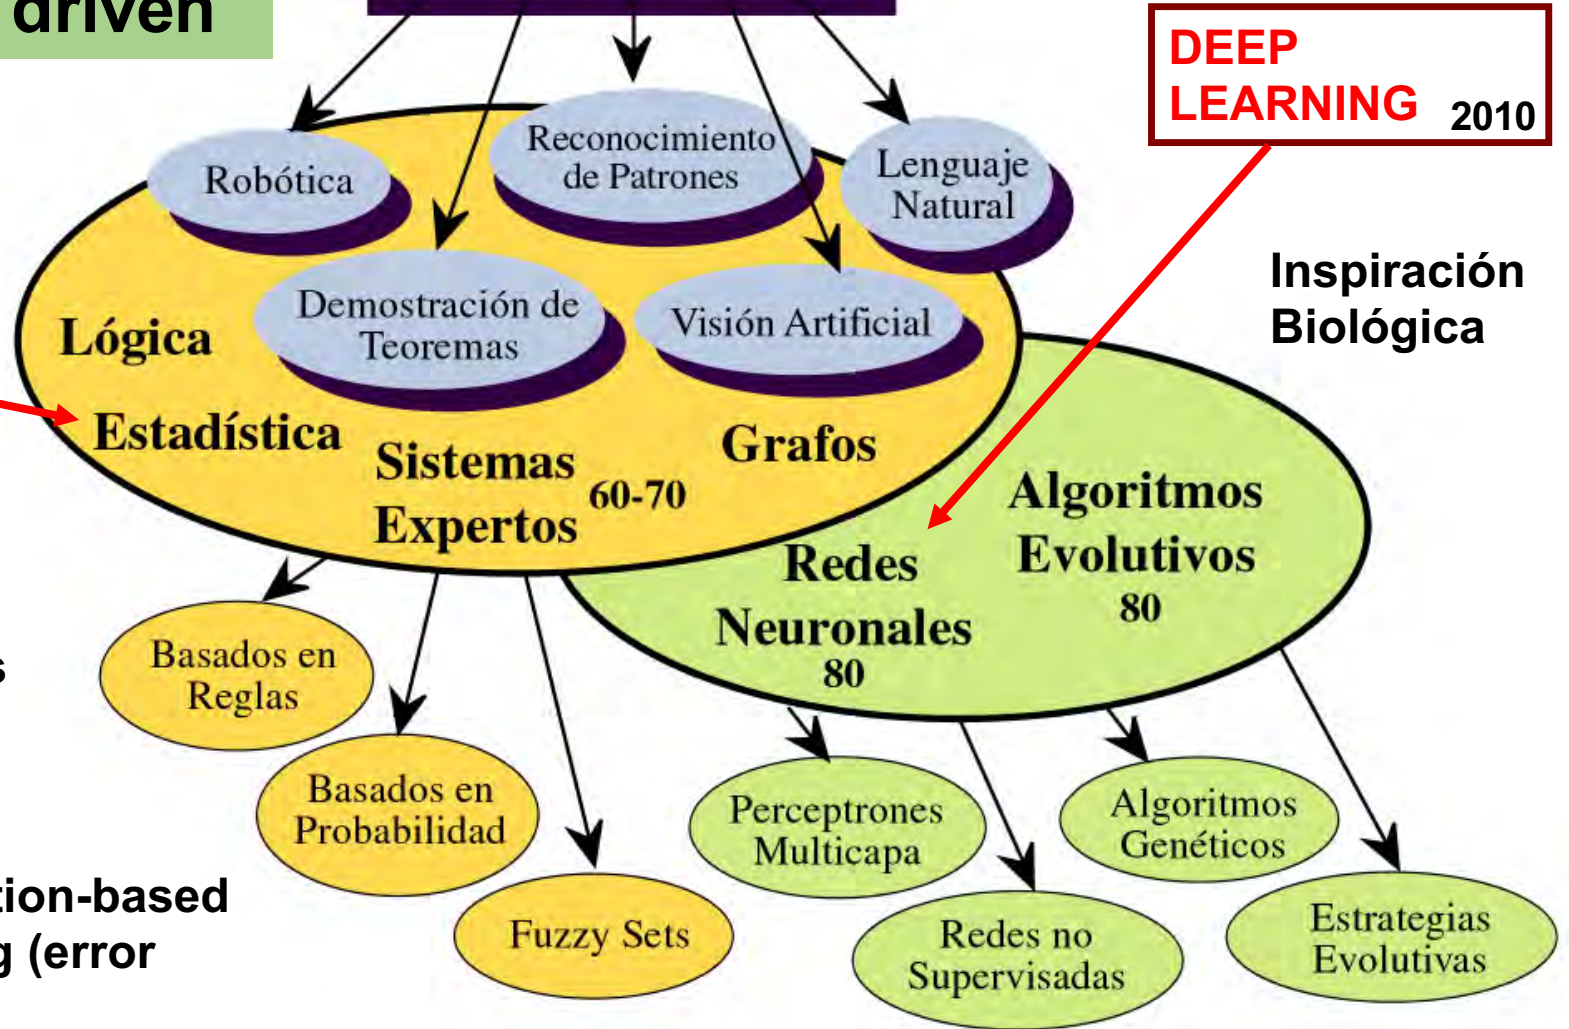 driven
DEEP
LEARNING 2010
Robótica
Reconocimiento
de Patrones
Lenguaje
Natural
Inspiración
Biológica
Lógica
Demostración de
Teoremas
Visión Artificial
Estadística
Sistemas
Expertos
60-70
Grafos
Algoritmos
Evolutivos
80
Redes
Neuronales
80
Basados en
Reglas
Basados en
Probabilidad
Fuzzy Sets
Perceptrones
Multicapa
Redes no
Supervisadas
Algoritmos
Genéticos
Estrategias
Evolutivas
tion-based
g (error